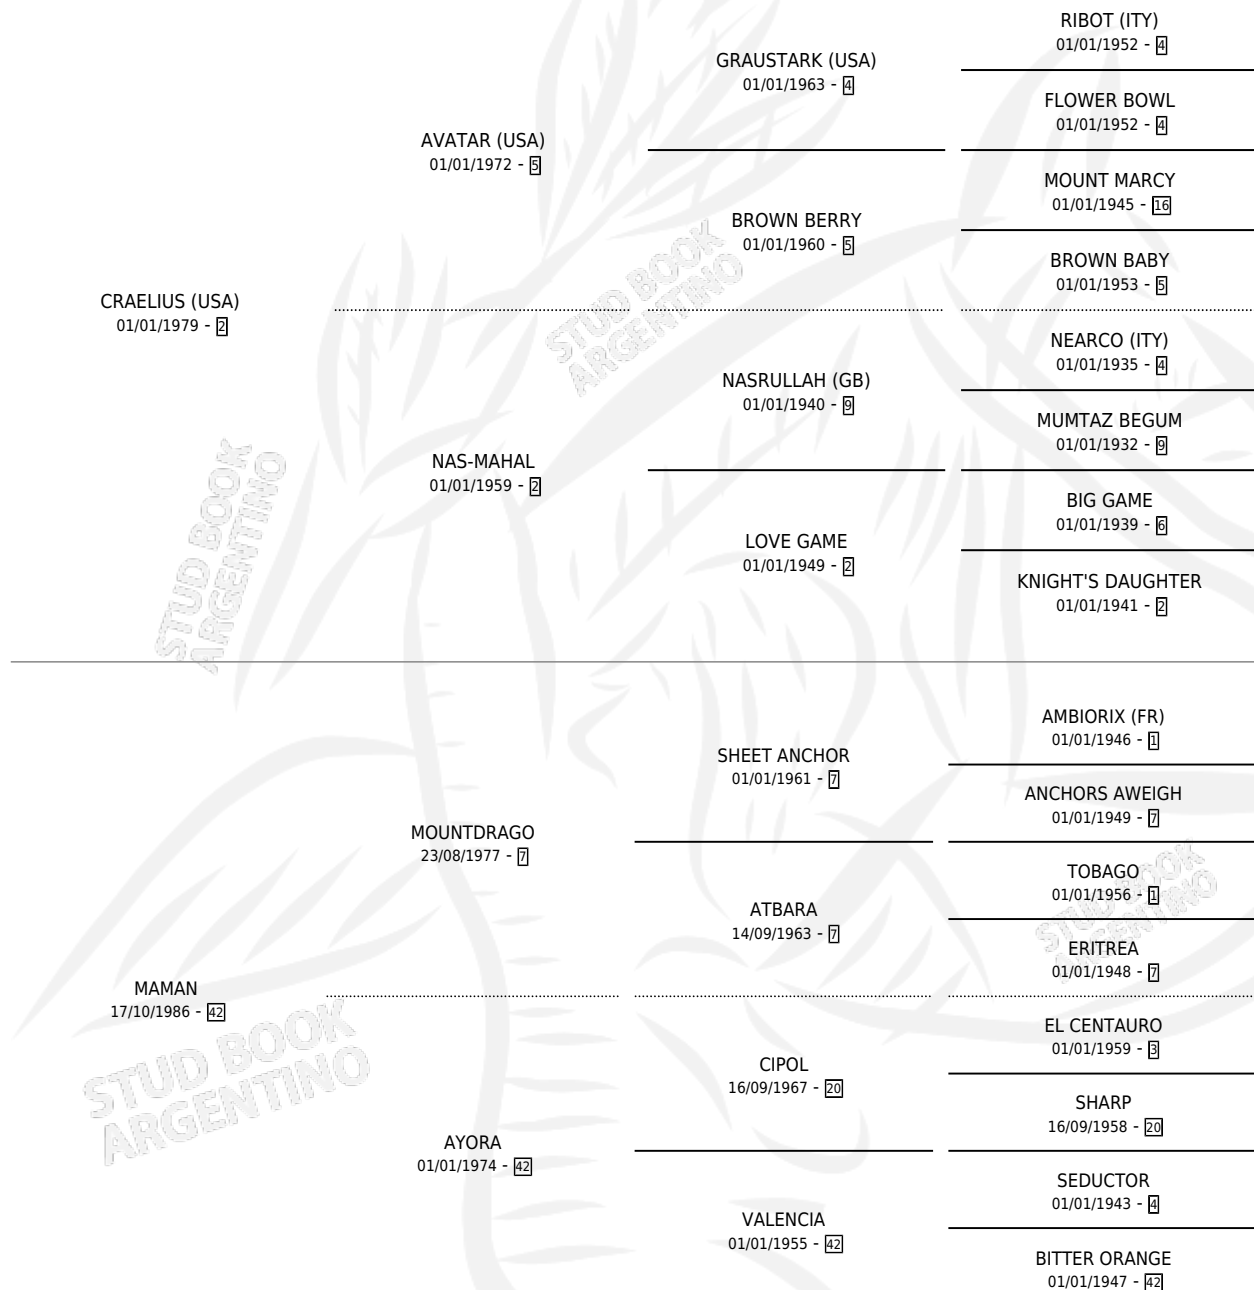 RIBOT (ITY)
01/01/1952 - 4
GRAUSTARK (USA)
01/01/1963 - 4
FLOWER BOWL
01/01/1952 - 4
AVATAR (USA)
01/01/1972 - 5
MOUNT MARCY
01/01/1945 - 16
BROWN BERRY
01/01/1960 - 5
BROWN BABY
01/01/1953 - 5
CRAELIUS (USA)
01/01/1979 - 2
NEARCO (ITY)
01/01/1935 - 4
NASRULLAH (GB)
01/01/1940 - 9
MUMTAZ BEGUM
01/01/1932 - 9
NAS-MAHAL
01/01/1959 - 2
BIG GAME
01/01/1939 - 6
LOVE GAME
01/01/1949 - 2
KNIGHT'S DAUGHTER
01/01/1941 - 2
AMBIORIX (FR)
01/01/1946 - 1
SHEET ANCHOR
01/01/1961 - 7
ANCHORS AWEIGH
01/01/1949 - 7
MOUNTDRAGO
23/08/1977 - 7
TOBAGO
01/01/1956 - 1
ATBARA
14/09/1963 - 7
ERITREA
01/01/1948 - 7
MAMAN
17/10/1986 - 42
EL CENTAURO
01/01/1959 - 3
CIPOL
16/09/1967 - 20
SHARP
16/09/1958 - 20
AYORA
01/01/1974 - 42
SEDUCTOR
01/01/1943 - 4
VALENCIA
01/01/1955 - 42
BITTER ORANGE
01/01/1947 - 42
STUD BOOK
ARGENTINO
STUD BOOK
ARGENTINO
STUD BOOK
ARGENTINO
STUD BOOK
ARGENTINO